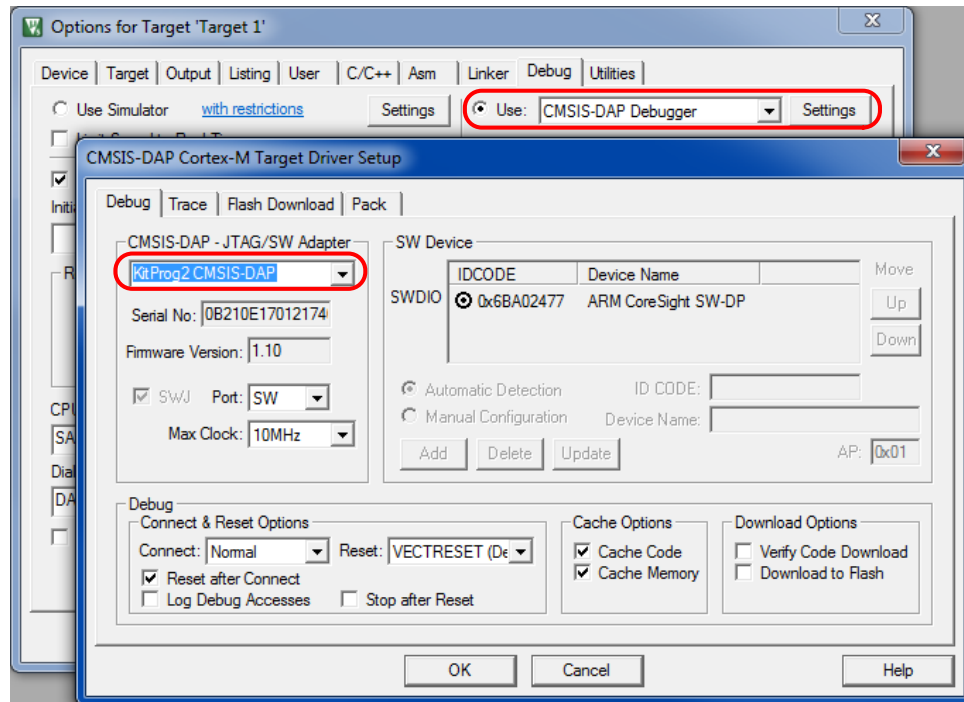 Options for Target 'Target 1'
Device Target Output Listing User C/C++ Asm Linker Debug Utilities
Use Simulator with restrictions Settings Use: CMSIS-DAP Debugger Settings
CMSIS-DAP Cortex-M Target Driver Setup
Debug Trace Flash Download Pack
CMSIS-DAP - JTAG/SW Adapter
KitProg2 CMSIS-DAP
Serial No: 0B210E17012174
Firmware Version: 1.10
SWJ Port: SW
Max Clock: 10MHz
SW Device
IDCODE Device Name Move
SWDIO 0x6BA02477 ARM CoreSight SW-DP Up
Down
Automatic Detection ID CODE:
Manual Configuration Device Name:
Add Delete Update AP: 0x01
Debug
Connect & Reset Options
Connect: Normal Reset: VECTRESET (De
Reset after Connect
Log Debug Accesses Stop after Reset
Cache Options
Cache Code
Cache Memory
Download Options
Verify Code Download
Download to Flash
OK Cancel Help